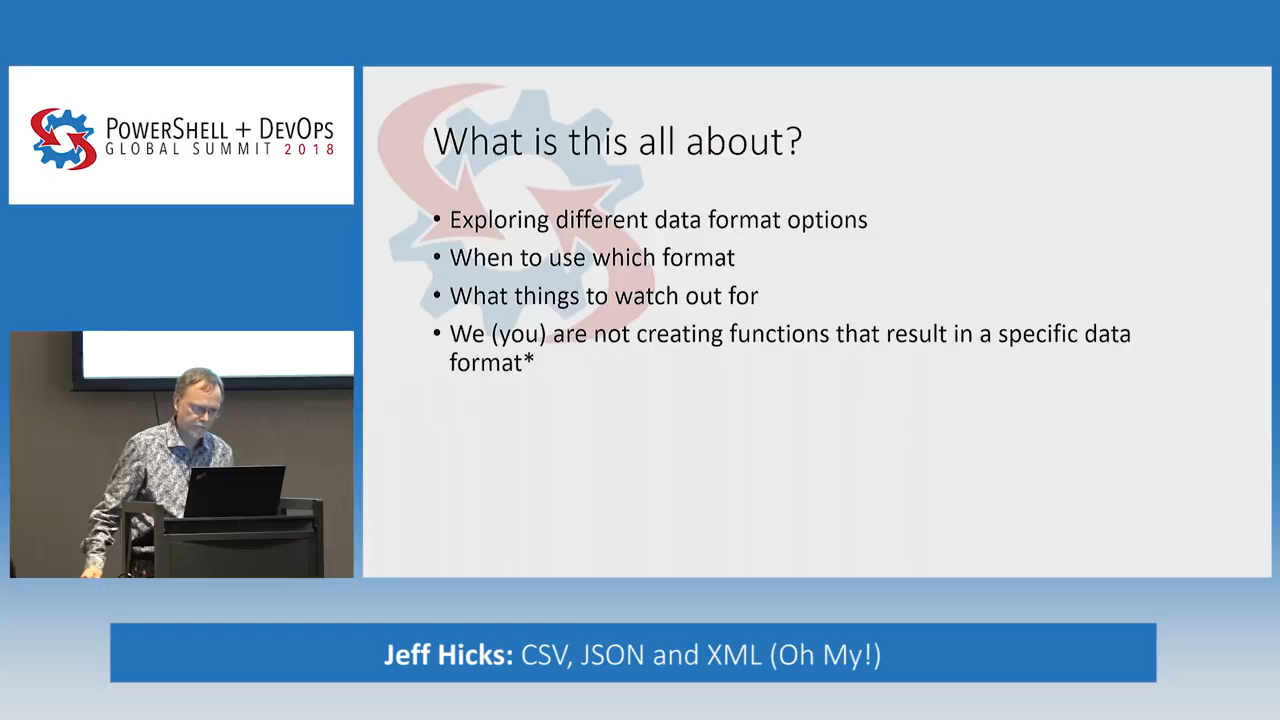 POWERSHELL + DEVOPS
GLOBAL SUMMIT 2018
What is this all about?
• Exploring different data format options
• When to use which format
• What things to watch out for
• We (you) are not creating functions that result in a specific data
format*
Jeff Hicks: CSV, JSON and XML (Oh My!)